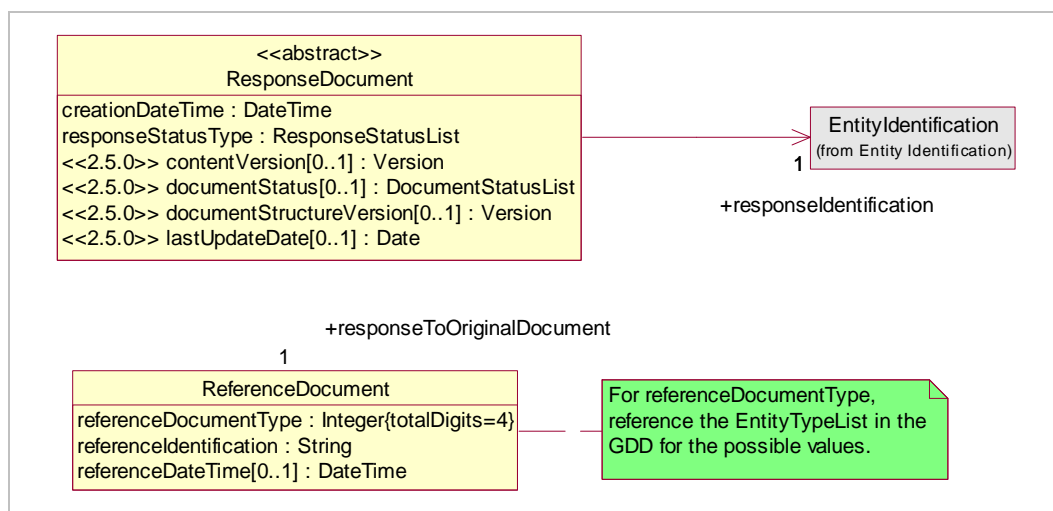 <<abstract>>
ResponseDocument
creationDateTime : DateTime
responseStatusType : ResponseStatusList
<<2.5.0>> contentVersion[0..1] : Version
<<2.5.0>> documentStatus[0..1] : DocumentStatusList
<<2.5.0>> documentStructureVersion[0..1] : Version
<<2.5.0>> lastUpdateDate[0..1] : Date
EntityIdentification
(from Entity Identification)
1
+responseIdentification
+responseToOriginalDocument
1
ReferenceDocument
referenceDocumentType : Integer{totalDigits=4}
referenceIdentification : String
referenceDateTime[0..1] : DateTime
For referenceDocumentType,
reference the EntityTypeList in the
GDD for the possible values.